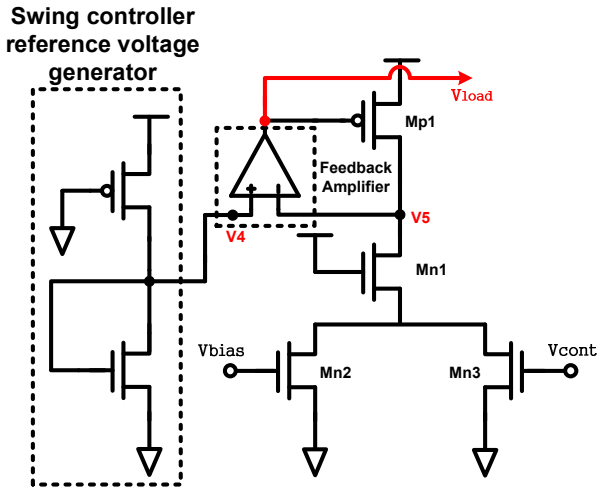 Swing controller
reference voltage
generator
Vload
Mp1
Feedback
Amplifier
+
V4
V5
Mn1
Vbias
Mn2
Mn3
Vcont